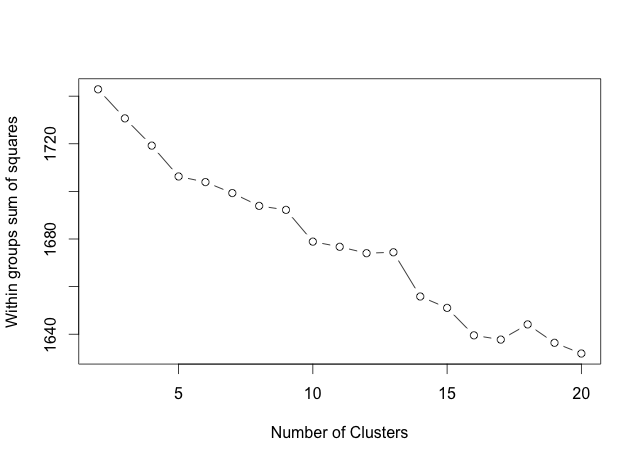 Within groups sum of squares
1720
1680
1640
5 10 15 20
Number of Clusters